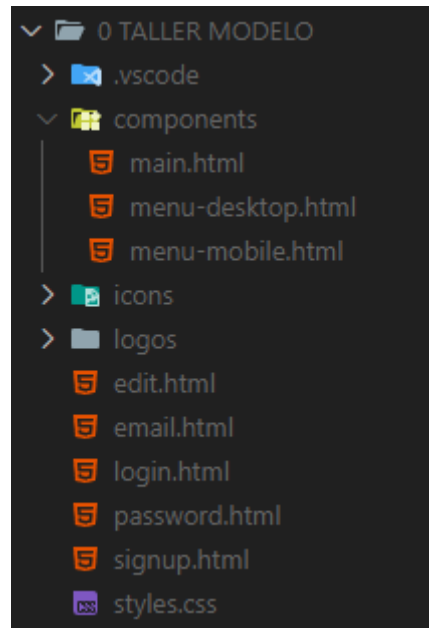 0 TALLER MODELO
.vscode
components
main.html
menu-desktop.html
menu-mobile.html
icons
logos
edit.html
email.html
login.html
password.html
signup.html
styles.css